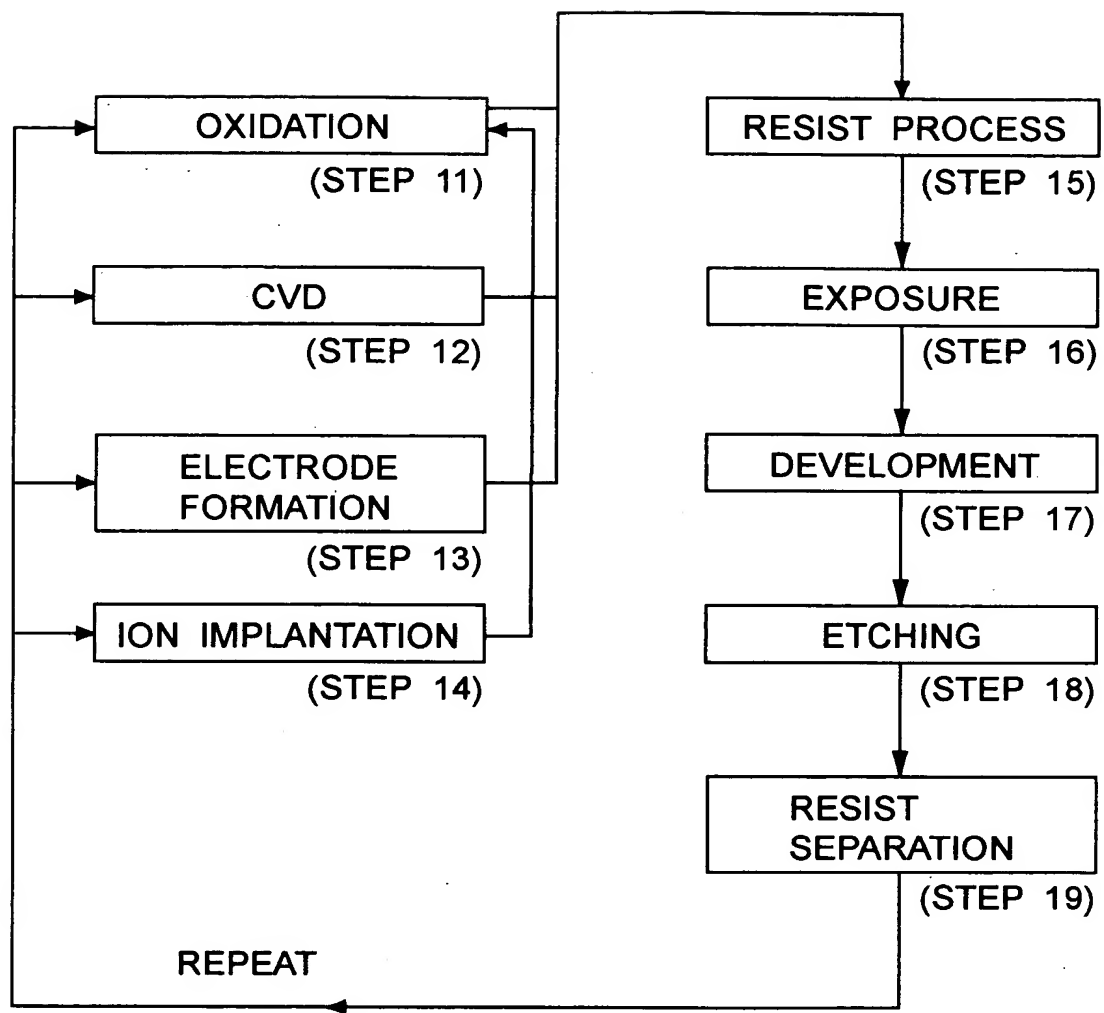 OXIDATION
(STEP 11)
CVD
(STEP 12)
ELECTRODE
FORMATION
(STEP 13)
ION IMPLANTATION
(STEP 14)
RESIST PROCESS
(STEP 15)
EXPOSURE
(STEP 16)
DEVELOPMENT
(STEP 17)
ETCHING
(STEP 18)
RESIST
SEPARATION
(STEP 19)
REPEAT